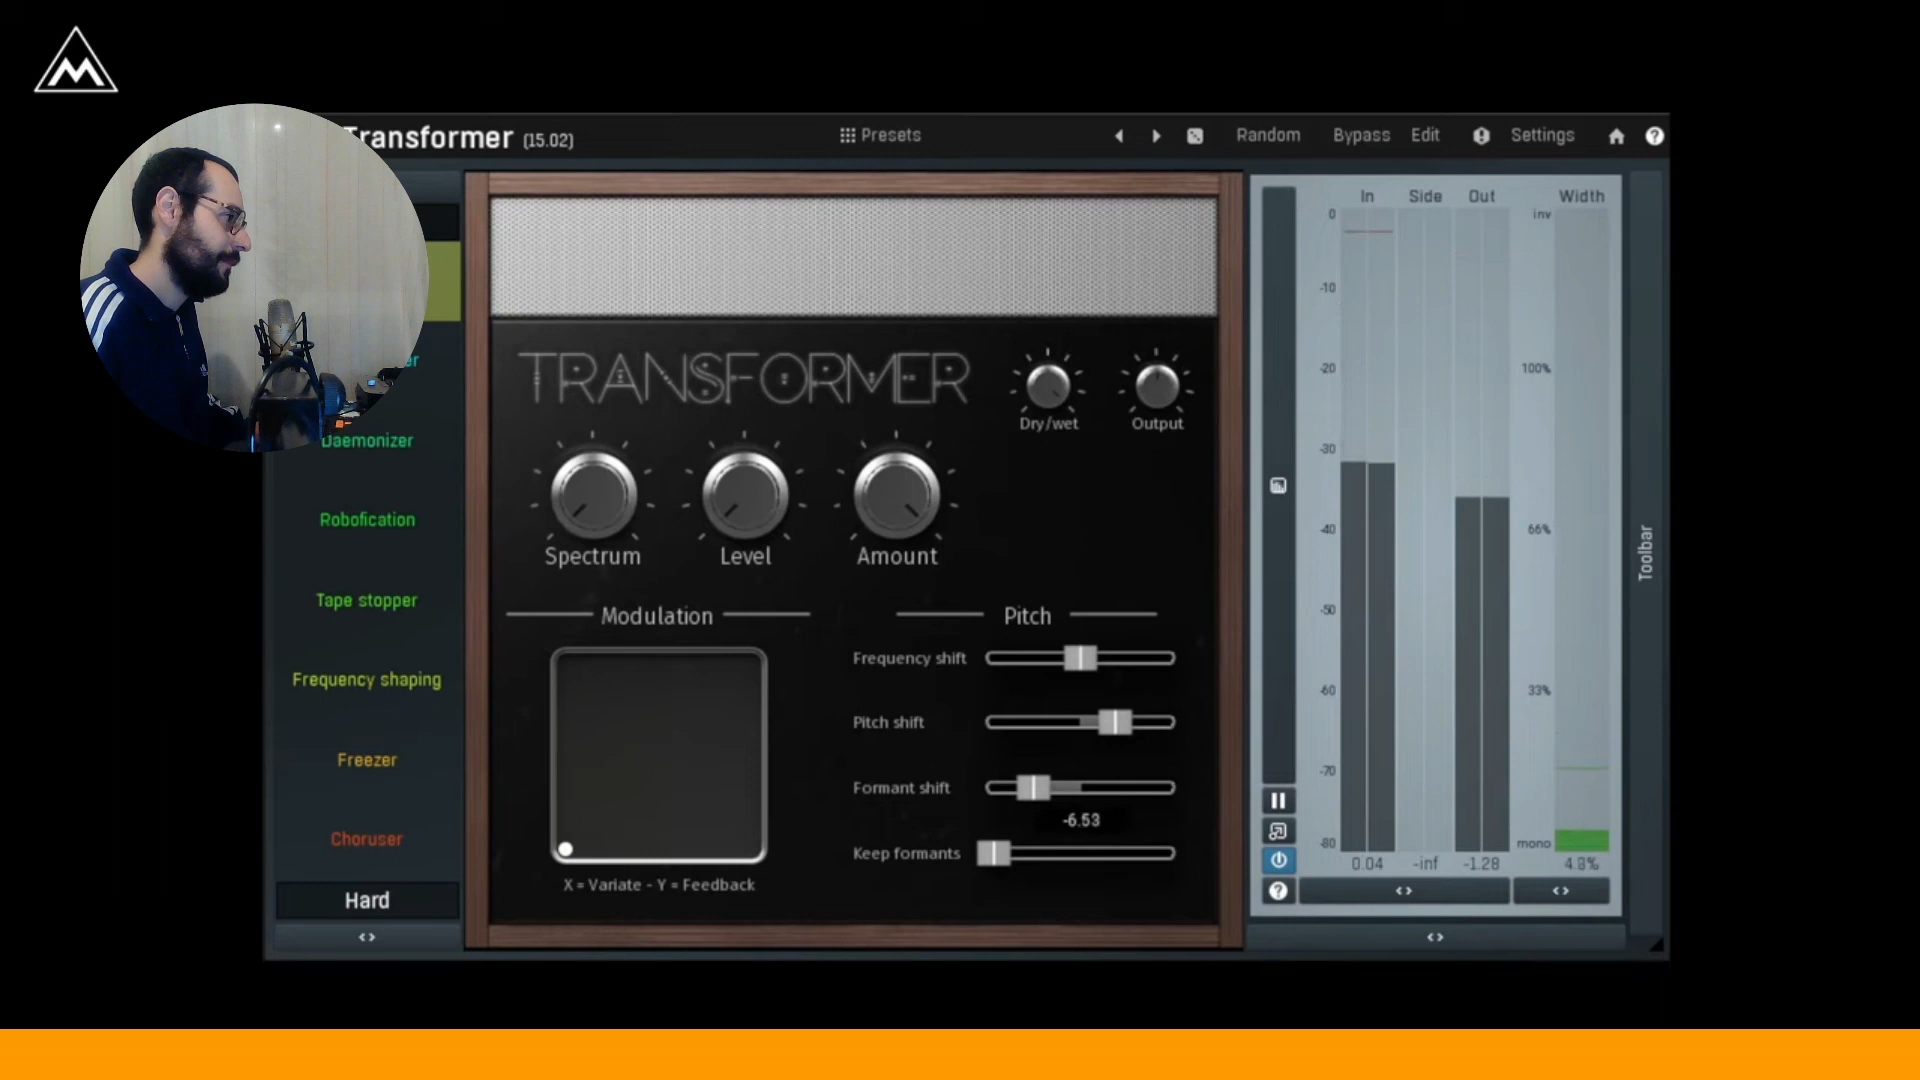 Transformer (15.02)
Presets
Random
Bypass
Edit
Settings
?
TRANSFORMER
Dry/wet
Output
Spectrum
Level
Amount
Modulation
X = Variate - Y = Feedback
Pitch
Frequency shift
Pitch shift
Formant shift
-6.53
Keep formants
Daemonizer
Robofication
Tape stopper
Frequency shaping
Freezer
Choruser
Hard
In Side Out Width
0 inv
-10
-20 100%
-30
-40 66%
-50
-60 33%
-70
-80 mono
0.04 -inf -1.28 4.8%
?
Toolbar